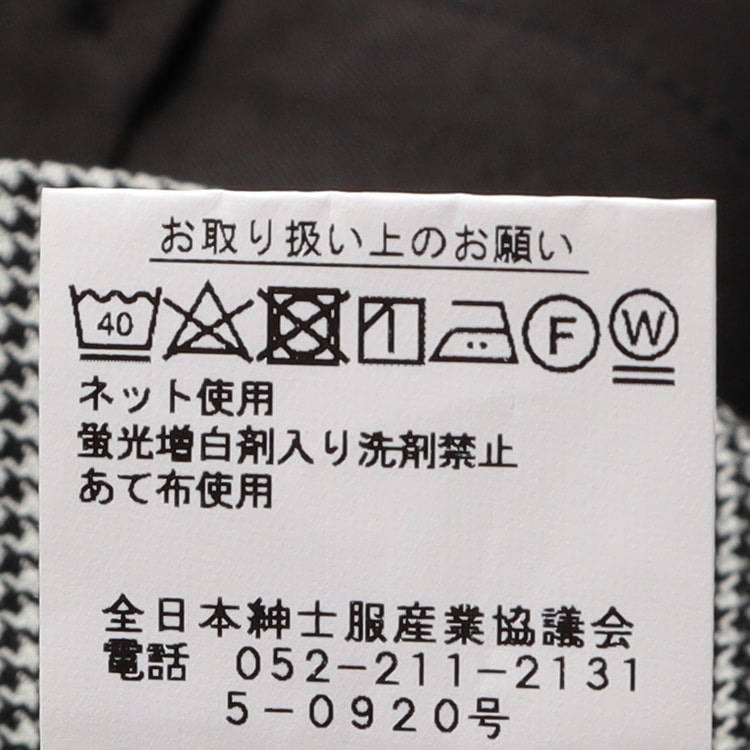 お取り扱い上のお願い
40 F W
ネット使用
蛍光増白剤入り洗剤禁止
あて布使用
全日本紳士服産業協議会
電話 052-211-2131
5-0920号